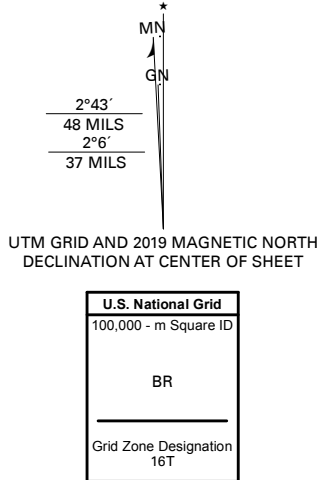 ★
MN
GN
2°43´
48 MILS
2°6´
37 MILS
UTM GRID AND 2019 MAGNETIC NORTH
DECLINATION AT CENTER OF SHEET
U.S. National Grid
100,000 - m Square ID
BR
Grid Zone Designation
16T